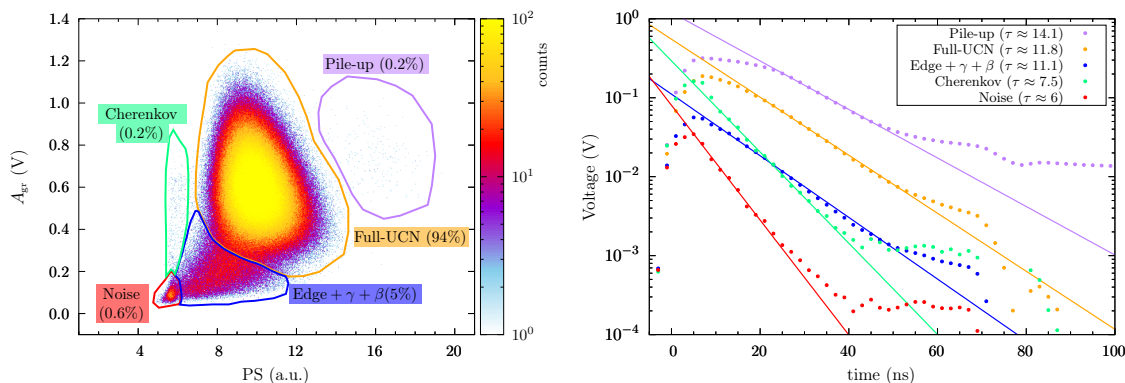 1.4
1.2
1.0
0.8
0.6
0.4
0.2
0.0
A_gr (V)
4
8
12
16
20
PS (a.u.)
Pile-up (0.2%)
Cherenkov
(0.2%)
Full-UCN (94%)
Noise
(0.6%)
Edge + γ + β(5%)
10^2
10^1
10^0
counts
10^0
10^-1
10^-2
10^-3
10^-4
Voltage (V)
0
20
40
60
80
100
time (ns)
Pile-up (τ ≈ 14.1)
Full-UCN (τ ≈ 11.8)
Edge + γ + β (τ ≈ 11.1)
Cherenkov (τ ≈ 7.5)
Noise (τ ≈ 6)